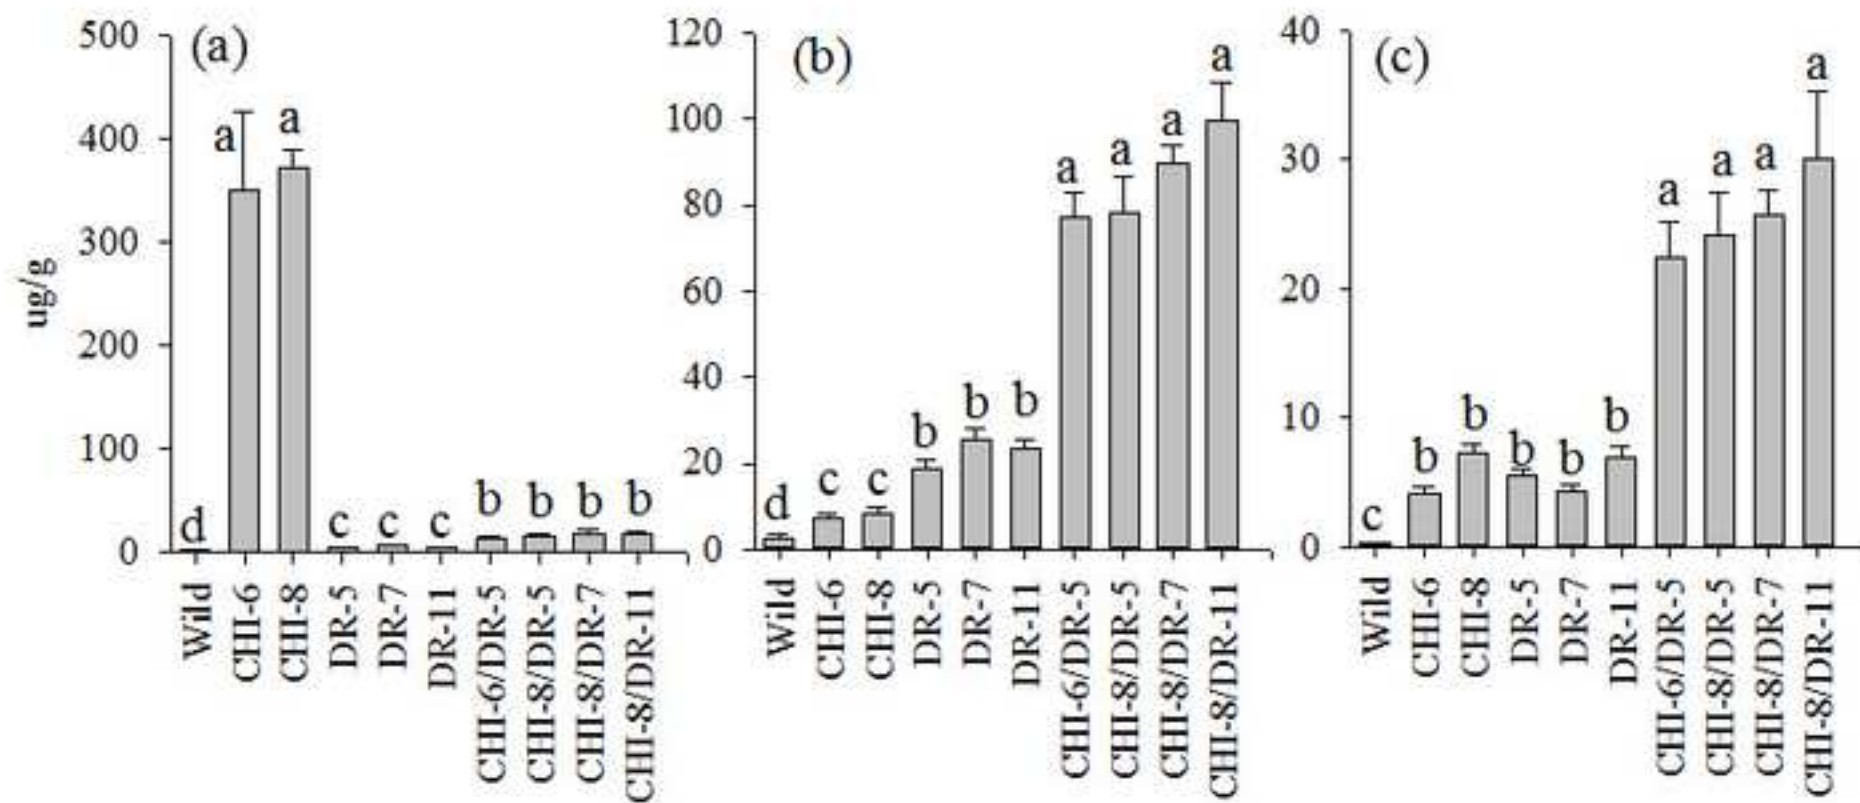 ug/g
(a)
500
400
300
200
100
0
d
a
a
c
c
c
b
b
b
b
Wild
CHI-6
CHI-8
DR-5
DR-7
DR-11
CHI-6/DR-5
CHI-8/DR-5
CHI-8/DR-7
CHI-8/DR-11
(b)
120
100
80
60
40
20
0
d
c
c
b
b
b
a
a
a
a
Wild
CHI-6
CHI-8
DR-5
DR-7
DR-11
CHI-6/DR-5
CHI-8/DR-5
CHI-8/DR-7
CHI-8/DR-11
(c)
40
30
20
10
0
c
b
b
b
b
b
a
a
a
a
Wild
CHI-6
CHI-8
DR-5
DR-7
DR-11
CHI-6/DR-5
CHI-8/DR-5
CHI-8/DR-7
CHI-8/DR-11